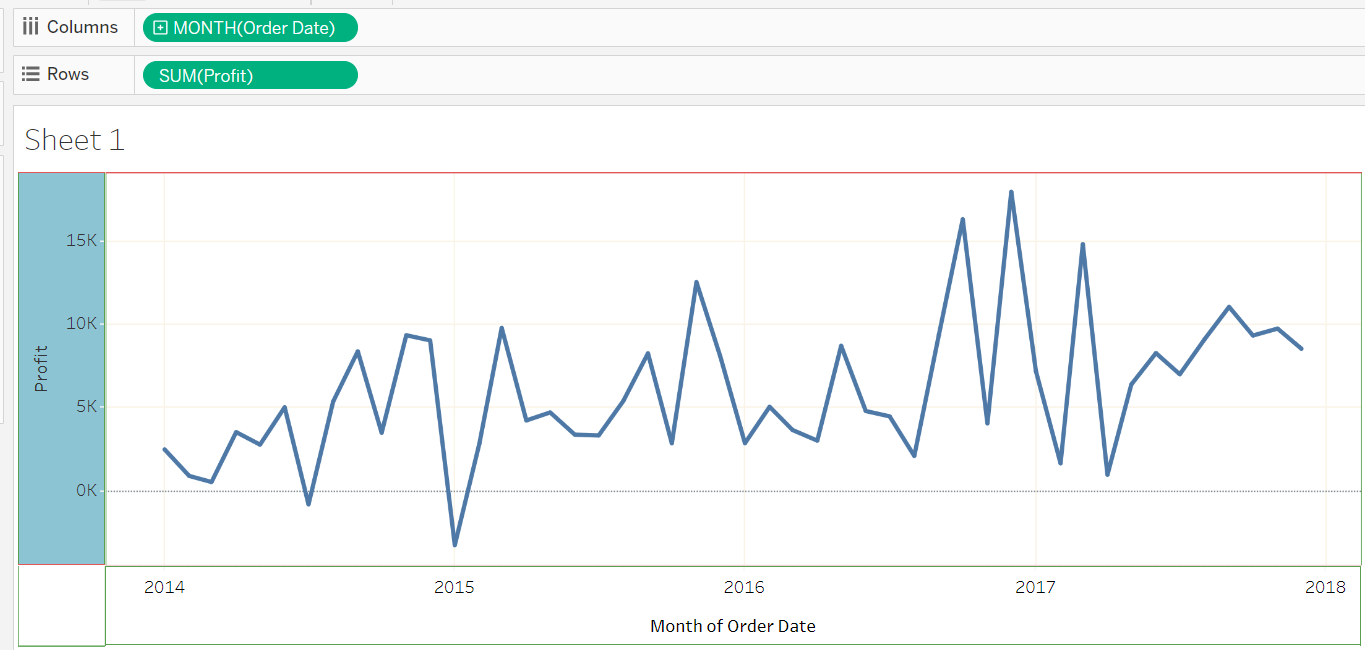 Columns MONTH(Order Date)
Rows SUM(Profit)
Sheet 1
15K
10K
5K
0K
Profit
2014 2015 2016 2017 2018
Month of Order Date